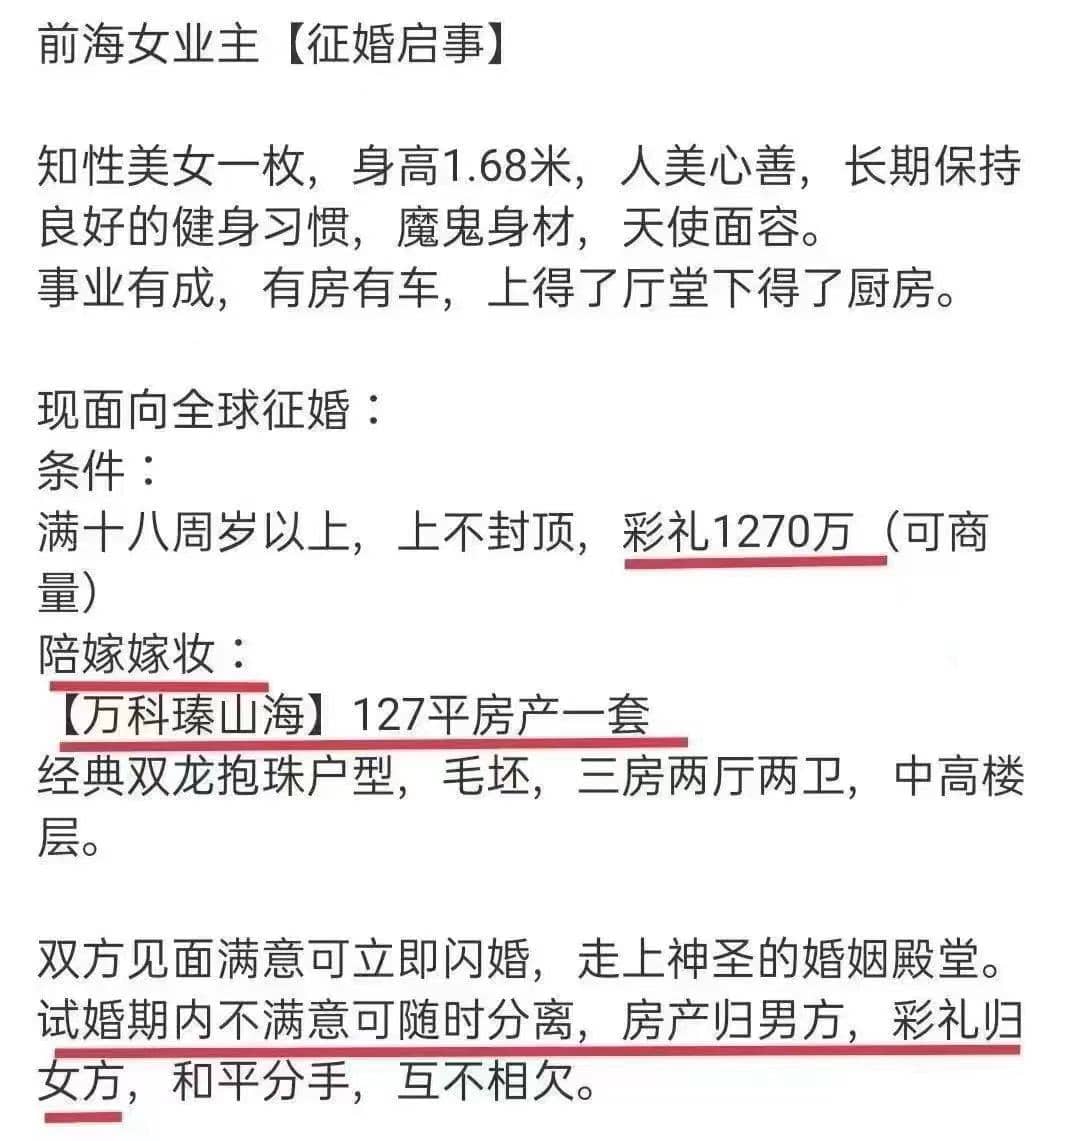 前海女业主【征婚启事】
知性美女一枚，身高1.68米，人美心善，长期保持
良好的健身习惯，魔鬼身材，天使面容。
事业有成，有房有车，上得了厅堂下得了厨房。
现面向全球征婚：
条件：
满十八周岁以上，上不封顶，彩礼1270万（可商
量）
陪嫁嫁妆：
【万科瑧山海】127平房产一套
经典双龙抱珠户型，毛坯，三房两厅两卫，中高楼
层。
双方见面满意可立即闪婚，走上神圣的婚姻殿堂。
试婚期内不满意可随时分离，房产归男方，彩礼归
女方，和平分手，互不相欠。